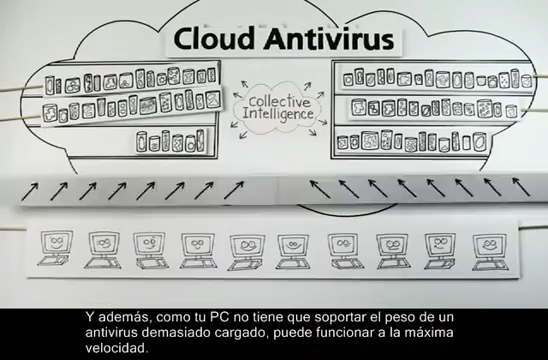 Cloud Antivirus
Collective
Intelligence
Y además, como tu PC no tiene que soportar el peso de un
antivirus demasiado cargado, puede funcionar a la máxima
velocidad.